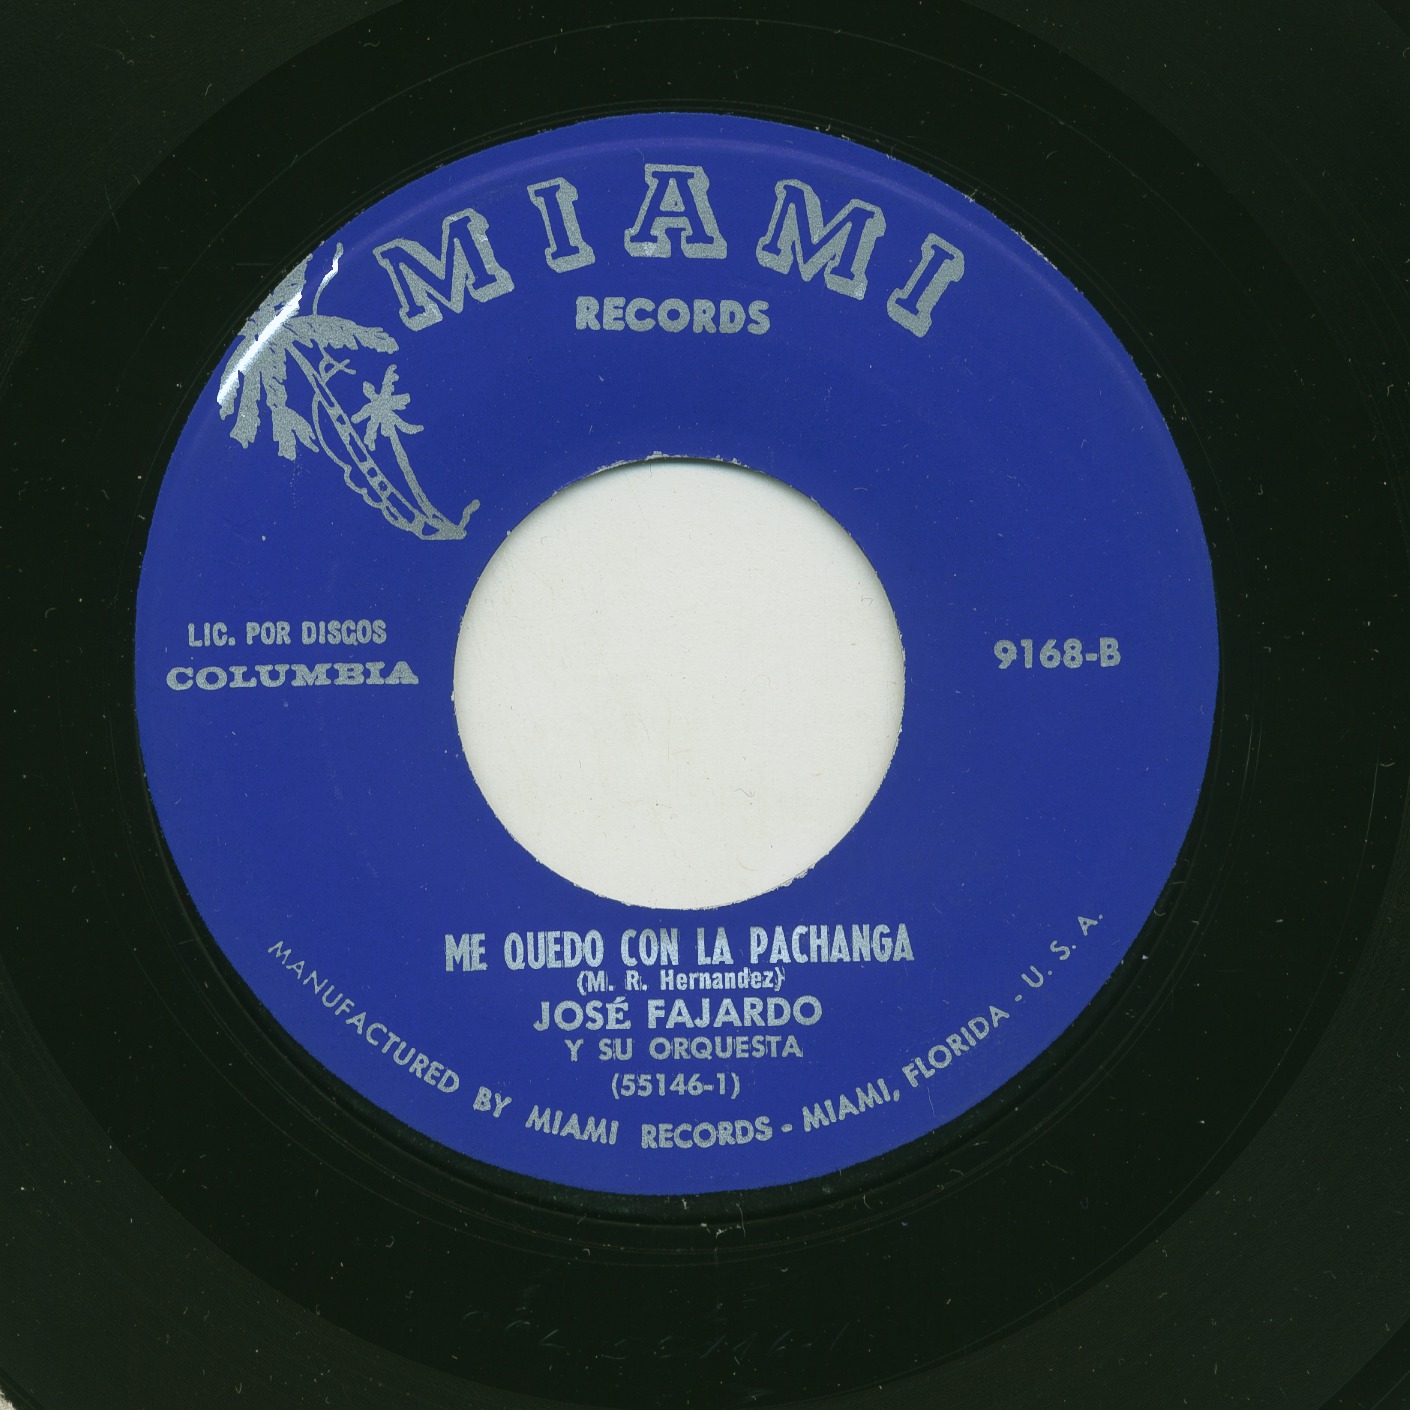 MIAMI
RECORDS
LIC. POR DISCOS
COLUMBIA
9168-B
ME QUEDO CON LA PACHANGA
(M. R. Hernandez)
JOSÉ FAJARDO
Y SU ORQUESTA
(55146-1)
MANUFACTURED BY MIAMI RECORDS - MIAMI, FLORIDA - U. S. A.